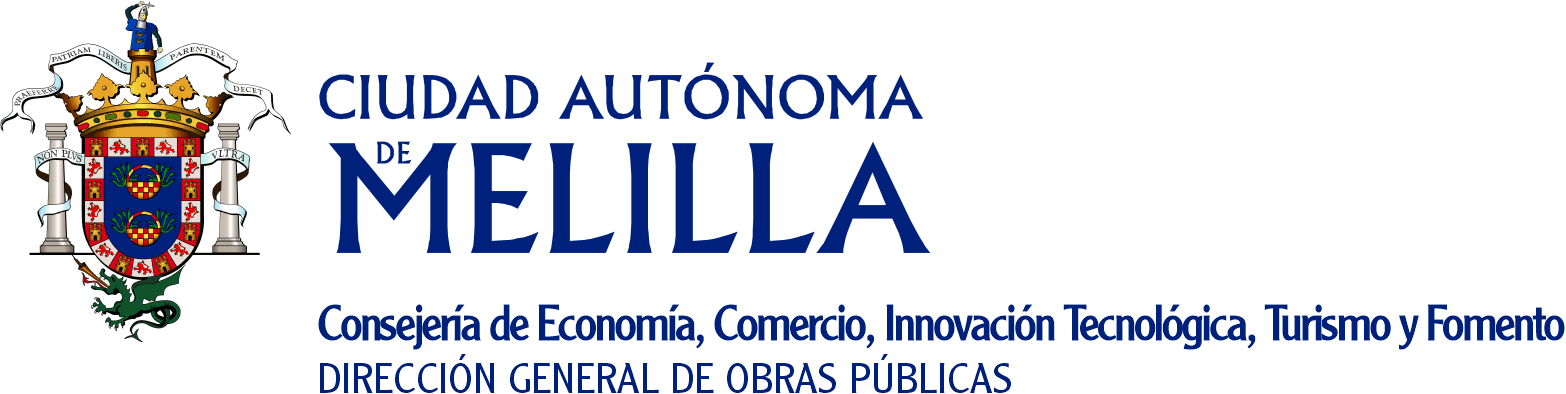 PRAEFERRE PATRIAM LIBERIS PARENTEM DECET
NON PLVS VLTRA
CIUDAD AUTÓNOMA
DE
MELILLA
Consejería de Economía, Comercio, Innovación Tecnológica, Turismo y Fomento
DIRECCIÓN GENERAL DE OBRAS PÚBLICAS